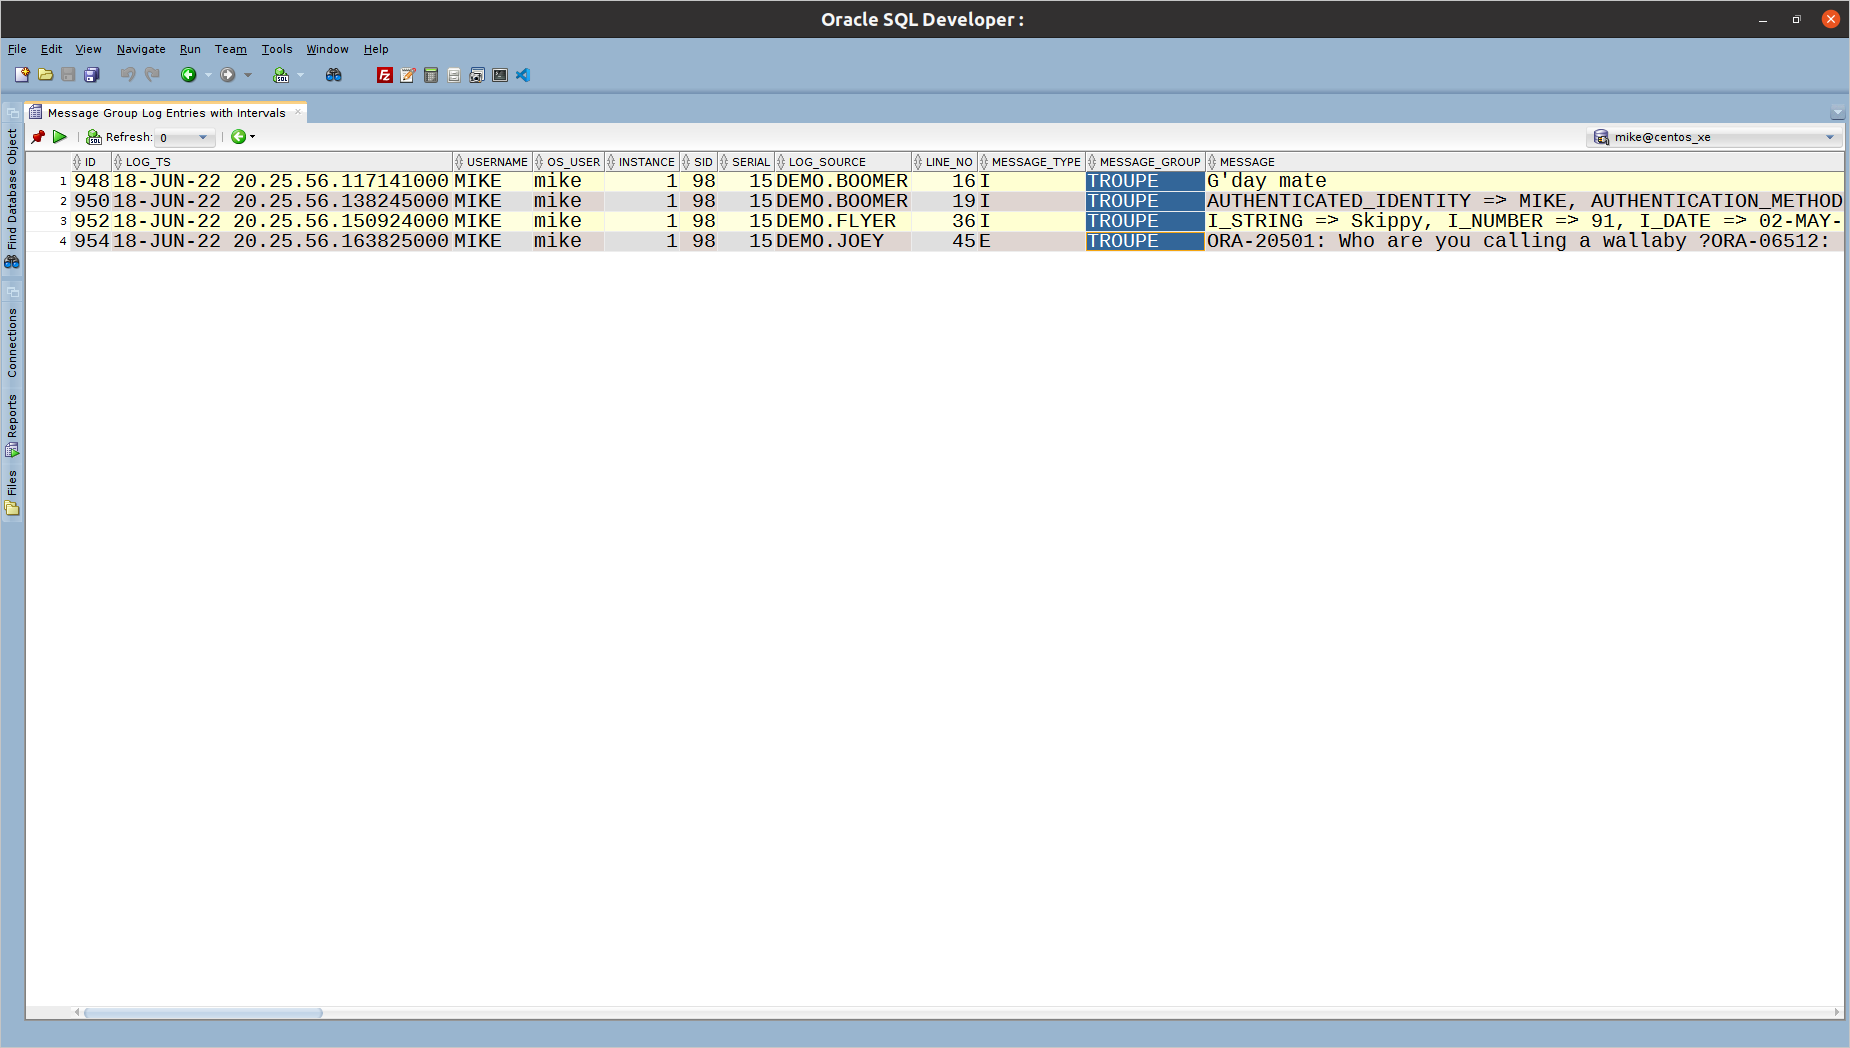 Oracle SQL Developer :
File Edit View Navigate Run Team Tools Window Help
Message Group Log Entries with Intervals
Refresh: 0
mike@centos_xe
ID LOG_TS USERNAME OS_USER INSTANCE SID SERIAL LOG_SOURCE LINE_NO MESSAGE_TYPE MESSAGE_GROUP MESSAGE
1 948 18-JUN-22 20.25.56.117141000 MIKE mike 1 98 15 DEMO.BOOMER 16 I TROUPE G'day mate
2 950 18-JUN-22 20.25.56.138245000 MIKE mike 1 98 15 DEMO.BOOMER 19 I TROUPE AUTHENTICATED_IDENTITY => MIKE, AUTHENTICATION_METHOD
3 952 18-JUN-22 20.25.56.150924000 MIKE mike 1 98 15 DEMO.FLYER 36 I TROUPE I_STRING => Skippy, I_NUMBER => 91, I_DATE => 02-MAY-
4 954 18-JUN-22 20.25.56.163825000 MIKE mike 1 98 15 DEMO.JOEY 45 E TROUPE ORA-20501: Who are you calling a wallaby ?ORA-06512:
Find Database Object
Connections
Reports
Files